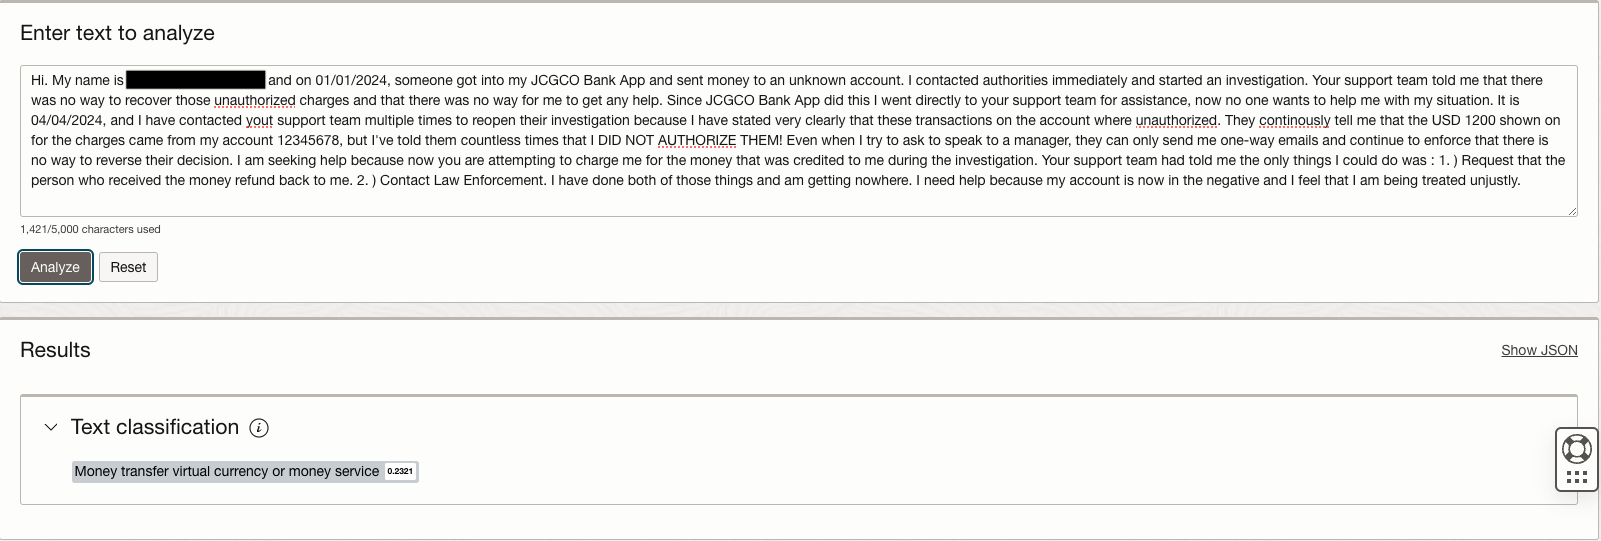 Enter text to analyze
Hi. My name is and on 01/01/2024, someone got into my JCGCO Bank App and sent money to an unknown account. I contacted authorities immediately and started an investigation. Your support team told me that there
was no way to recover those unauthorized charges and that there was no way for me to get any help. Since JCGCO Bank App did this I went directly to your support team for assistance, now no one wants to help me with my situation. It is
04/04/2024, and I have contacted yout support team multiple times to reopen their investigation because I have stated very clearly that these transactions on the account where unauthorized. They continously tell me that the USD 1200 shown on
for the charges came from my account 12345678, but I've told them countless times that I DID NOT AUTHORIZE THEM! Even when I try to ask to speak to a manager, they can only send me one-way emails and continue to enforce that there is
no way to reverse their decision. I am seeking help because now you are attempting to charge me for the money that was credited to me during the investigation. Your support team had told me the only things I could do was : 1. ) Request that the
person who received the money refund back to me. 2. ) Contact Law Enforcement. I have done both of those things and am getting nowhere. I need help because my account is now in the negative and I feel that I am being treated unjustly.
1,421/5,000 characters used
Analyze Reset
Results Show JSON
Text classification i
Money transfer virtual currency or money service 0.2321